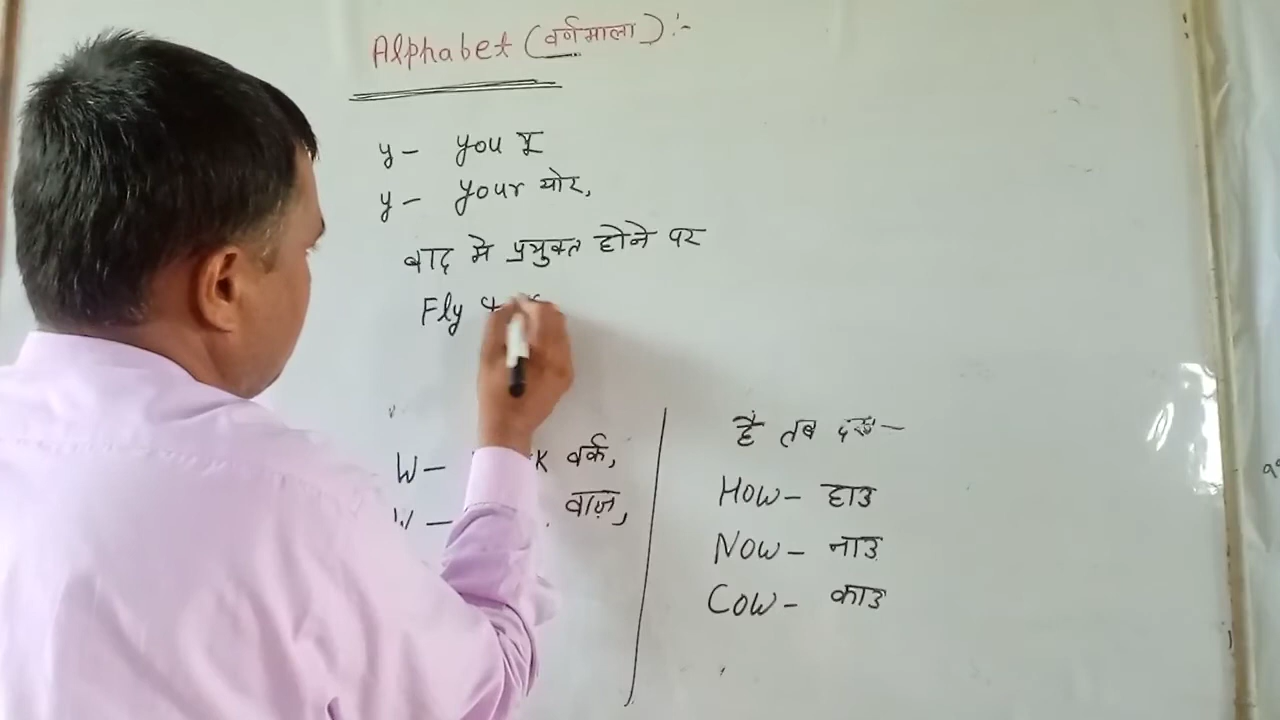 Alphabet (वर्णमाला) :-
y - you यू
y - your योर,
बाद मे प्रयुक्त होने पर
Fly
W - K वर्क,
W - वाज़,
है तब
How - हाउ
Now - नाउ
Cow - काउ